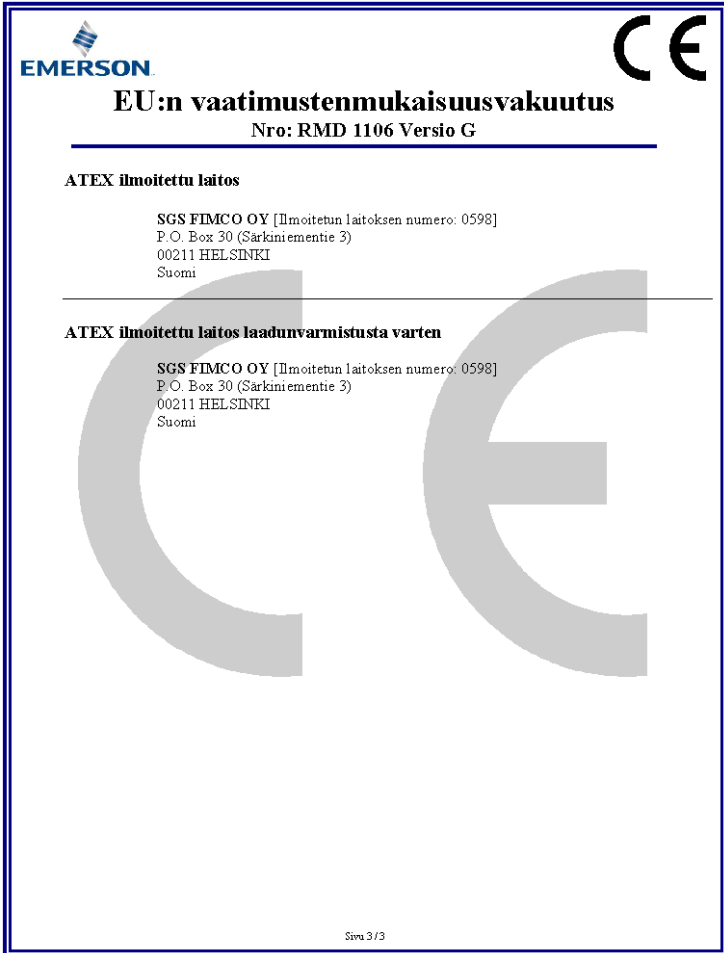 CE
EMERSON.
EU:n vaatimustenmukaisuusvakuutus
Nro: RMD 1106 Versio G
ATEX ilmoitettu laitos
SGS FIMCO OY [Ilmoitetun laitoksen numero: 0598]
P.O. Box 30 (Särkiniementie 3)
00211 HELSINKI
Suomi
ATEX ilmoitettu laitos laadunvarmistusta varten
SGS FIMCO OY [Ilmoitetun laitoksen numero: 0598]
P.O. Box 30 (Särkiniementie 3)
00211 HELSINKI
Suomi
CE
Sivu 3/3